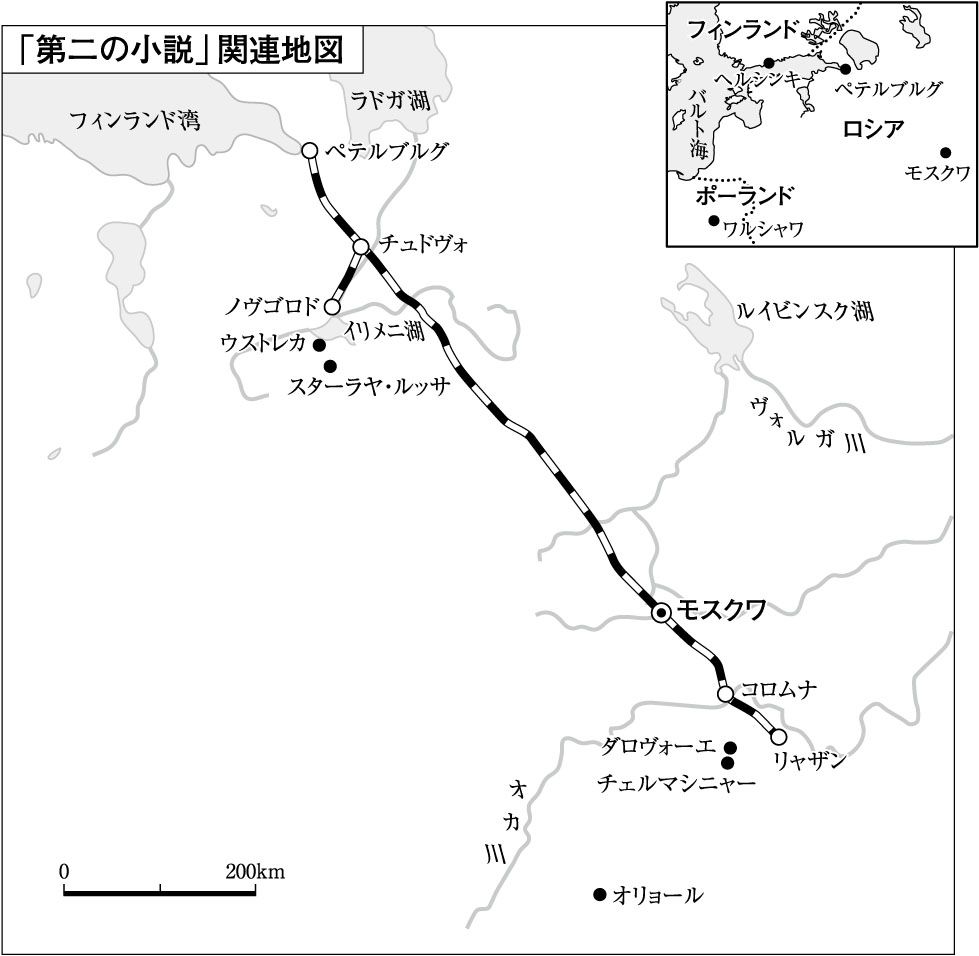 「第二の小説」関連地図
フィンランド湾
ラドガ湖
ペテルブルグ
チュドヴォ
ノヴゴロド
イリメニ湖
ウストレカ
スターラヤ・ルッサ
ルイビンスク湖
ヴォルガ川
モスクワ
コロムナ
リャザン
ダロヴォーエ
チェルマシニャー
オカ川
オリョール
0
200km
フィンランド
ヘルシンキ
ペテルブルグ
バルト海
ロシア
モスクワ
ポーランド
ワルシャワ